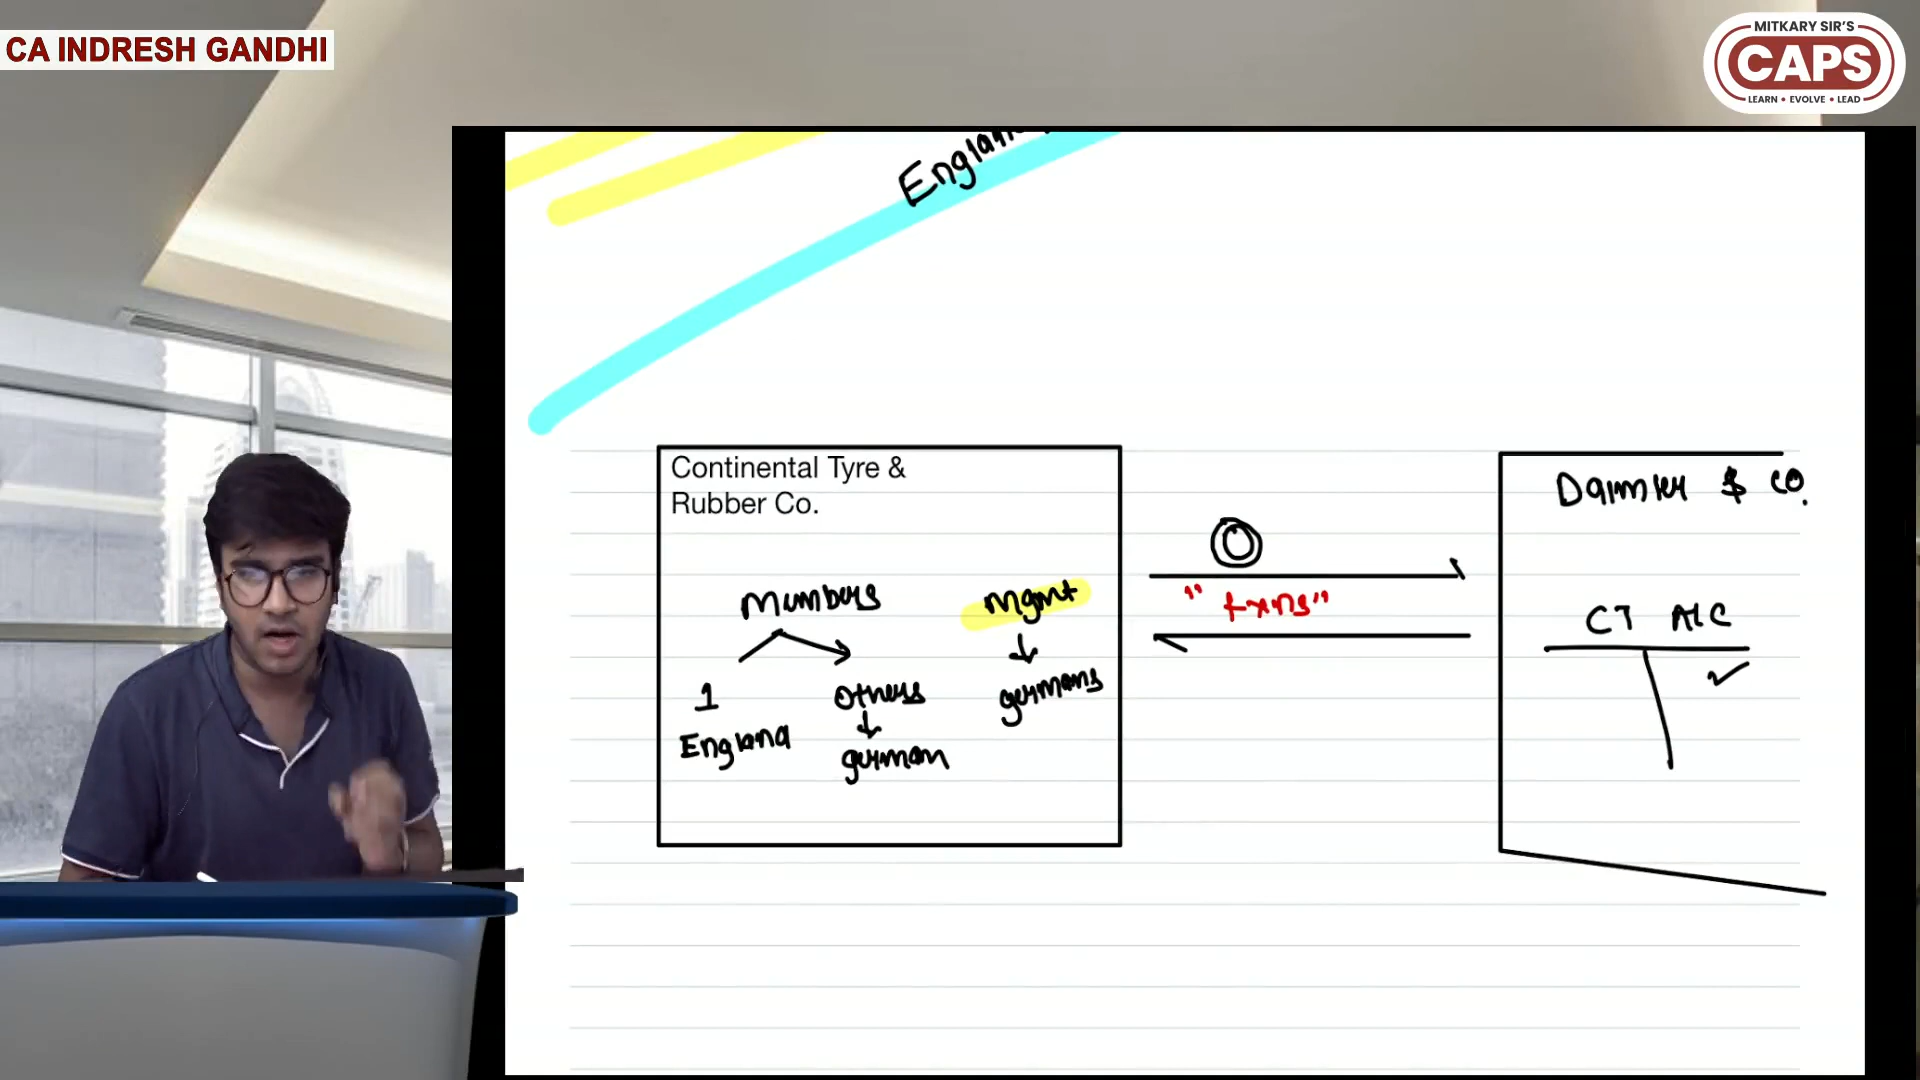 CA INDRESH GANDHI
MITKARY SIR'S
CAPS
LEARN • EVOLVE • LEAD
Continental Tyre &
Rubber Co.
Members
Mgmt
1
England
Others
german
germans
"txns"
Daimler & CO.
CT A/C